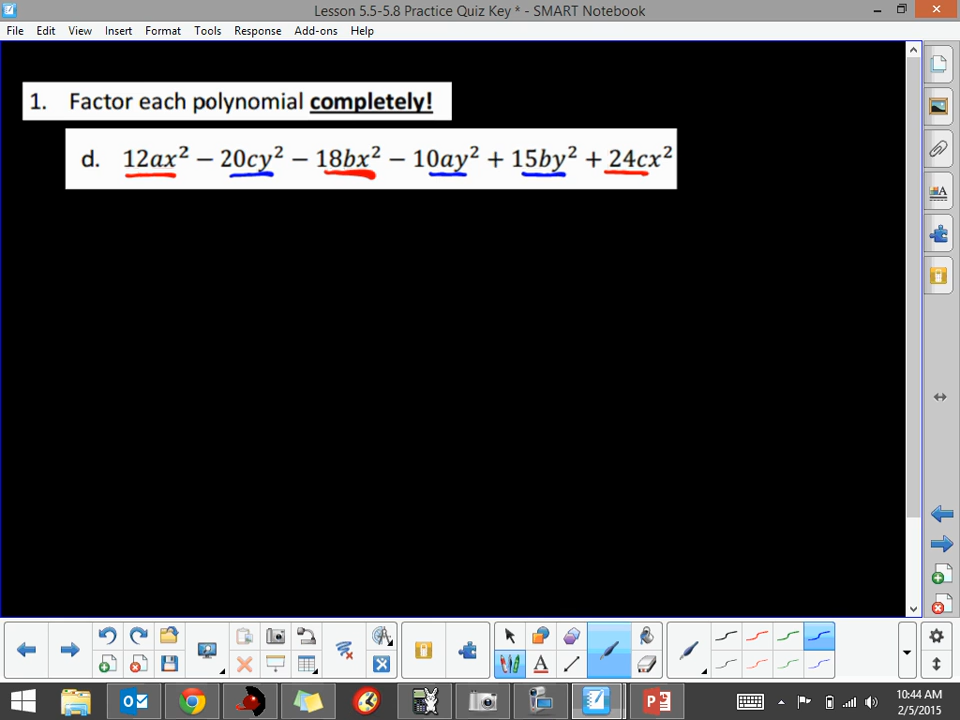 Lesson 5.5-5.8 Practice Quiz Key * - SMART Notebook
File Edit View Insert Format Tools Response Add-ons Help
1. Factor each polynomial completely!
d. 12ax² − 20cy² − 18bx² − 10ay² + 15by² + 24cx²
10:44 AM
2/5/2015